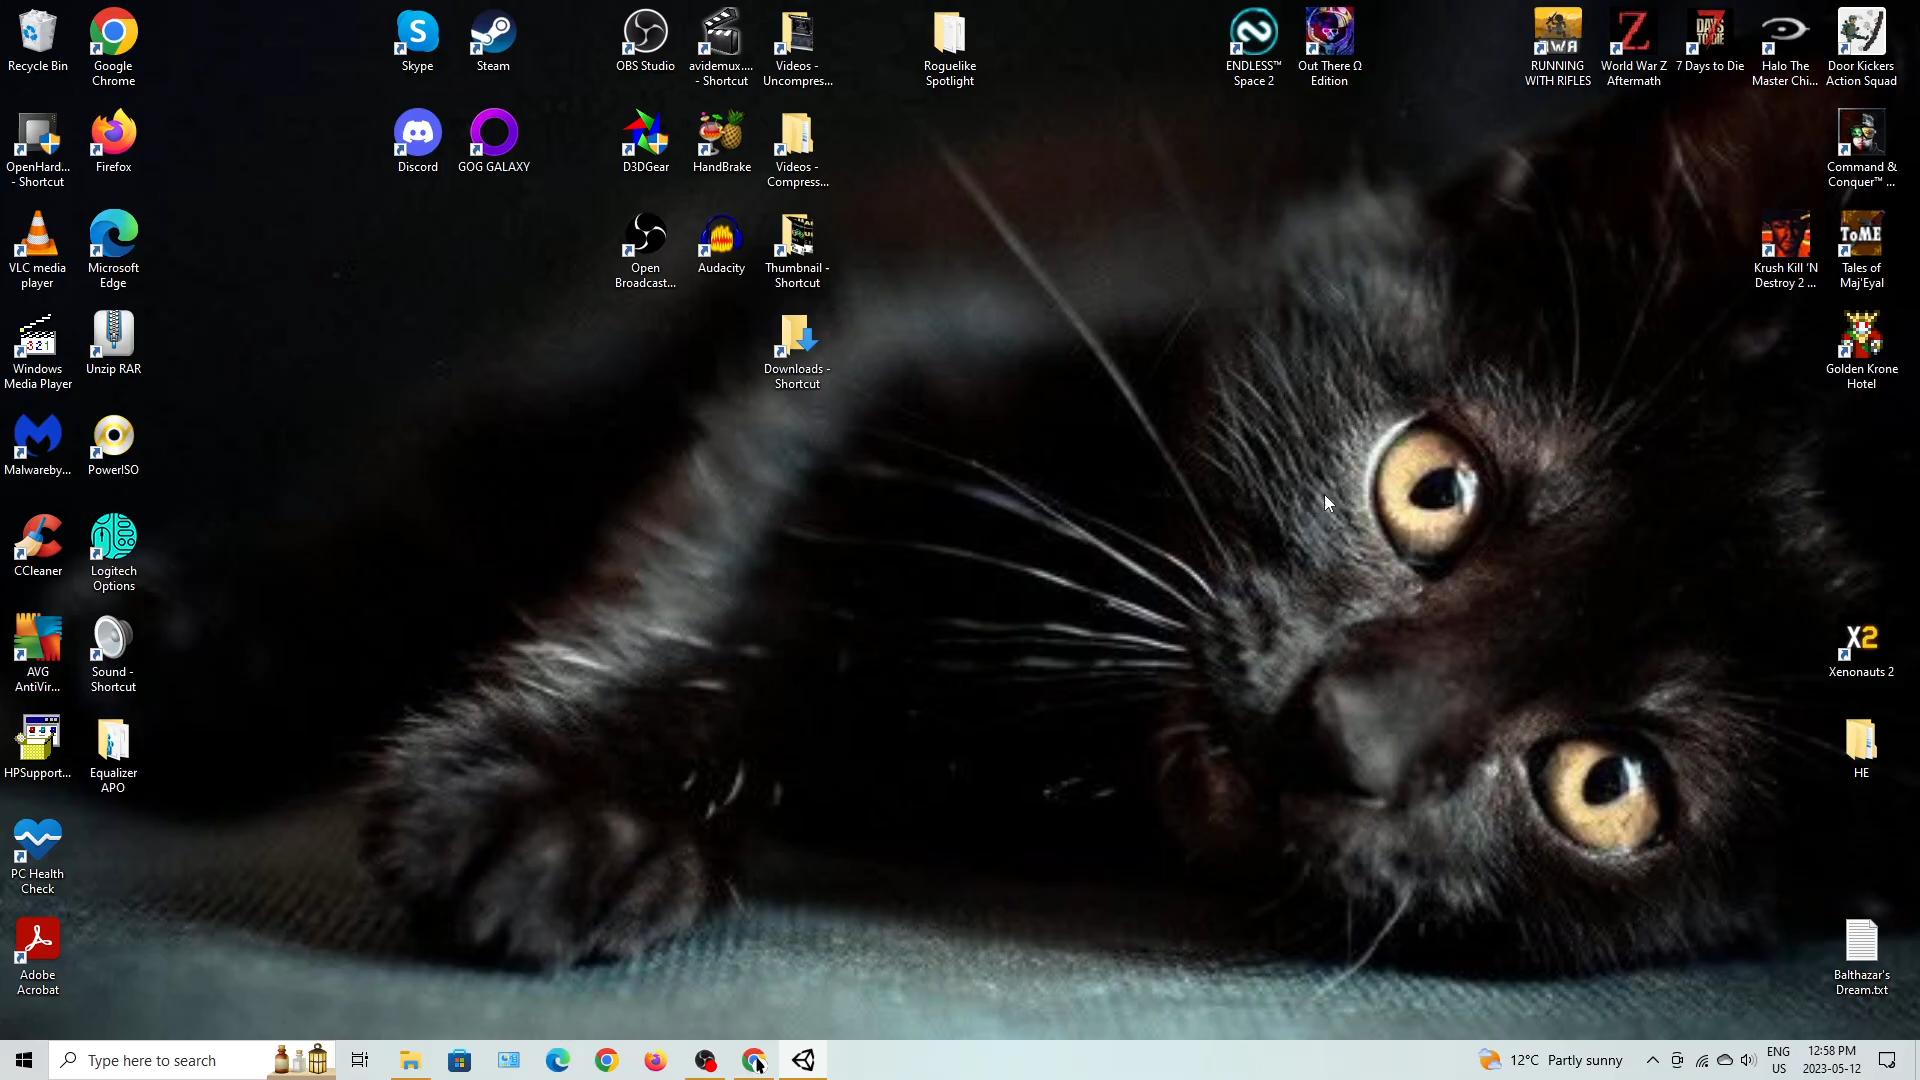 Recycle Bin
Google
Chrome
Skype
Steam
OBS Studio
avidemux....
- Shortcut
Videos -
Uncompres...
Roguelike
Spotlight
ENDLESS™
Space 2
Out There Ω
Edition
RUNNING
WITH RIFLES
World War Z
Aftermath
7 Days to Die
Halo The
Master Chi...
Door Kickers
Action Squad
OpenHard...
- Shortcut
Firefox
Discord
GOG GALAXY
D3DGear
HandBrake
Videos -
Compress...
Command &
Conquer™ ...
VLC media
player
Microsoft
Edge
Open
Broadcast...
Audacity
Thumbnail -
Shortcut
Krush Kill 'N
Destroy 2 ...
ToME
Tales of
Maj'Eyal
Windows
Media Player
Unzip RAR
Downloads -
Shortcut
Golden Krone
Hotel
Malwareby...
PowerISO
CCleaner
Logitech
Options
AVG
AntiVir...
Sound -
Shortcut
X2
Xenonauts 2
HPSupport...
Equalizer
APO
HE
PC Health
Check
Adobe
Acrobat
Balthazar's
Dream.txt
Type here to search
12°C Partly sunny
ENG
US
12:58 PM
2023-05-12